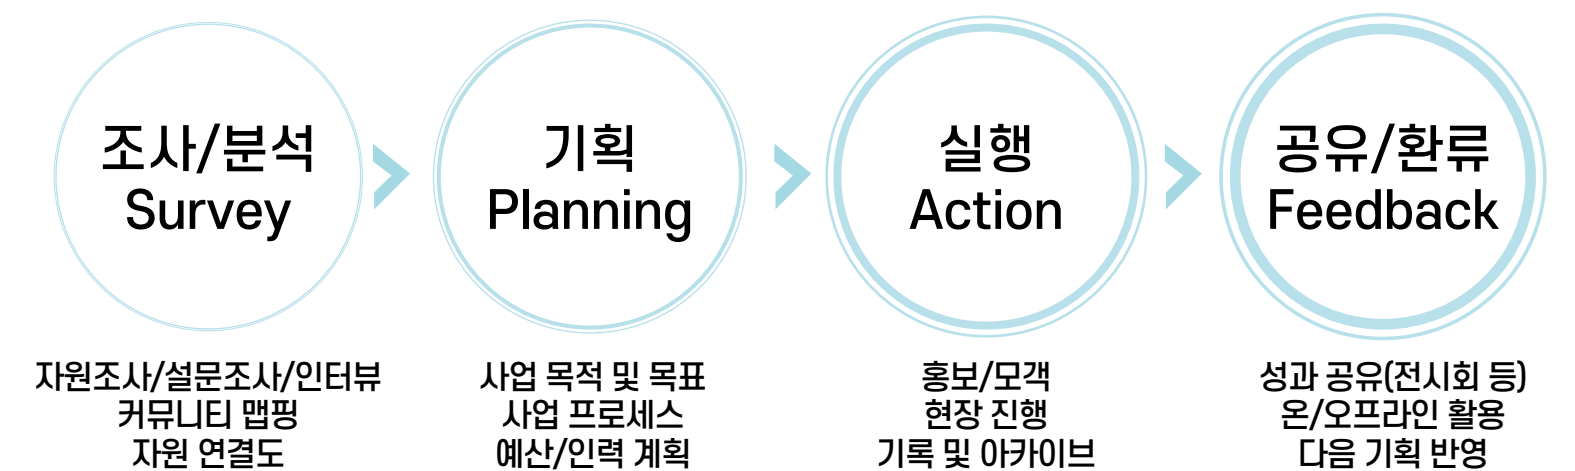 조사/분석
Survey
기획
Planning
실행
Action
공유/환류
Feedback
자원조사/설문조사/인터뷰
커뮤니티 맵핑
자원 연결도
사업 목적 및 목표
사업 프로세스
예산/인력 계획
홍보/모객
현장 진행
기록 및 아카이브
성과 공유(전시회 등)
온/오프라인 활용
다음 기획 반영